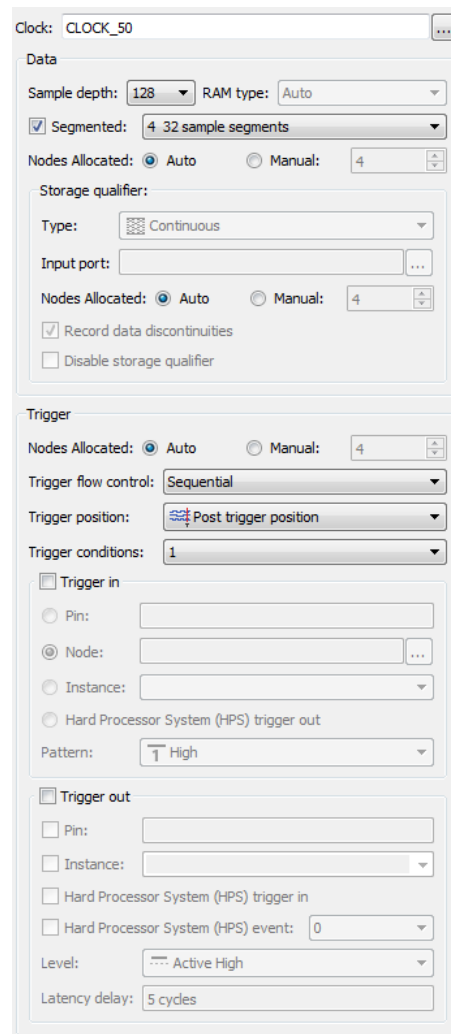 Clock: CLOCK_50 ...
Data
Sample depth: 128 RAM type: Auto
Segmented: 4 32 sample segments
Nodes Allocated: Auto Manual: 4
Storage qualifier:
Type: Continuous
Input port: ...
Nodes Allocated: Auto Manual: 4
Record data discontinuities
Disable storage qualifier
Trigger
Nodes Allocated: Auto Manual: 4
Trigger flow control: Sequential
Trigger position: Post trigger position
Trigger conditions: 1
Trigger in
Pin:
Node: ...
Instance:
Hard Processor System (HPS) trigger out
Pattern: 1 High
Trigger out
Pin:
Instance:
Hard Processor System (HPS) trigger in
Hard Processor System (HPS) event: 0
Level: Active High
Latency delay: 5 cycles